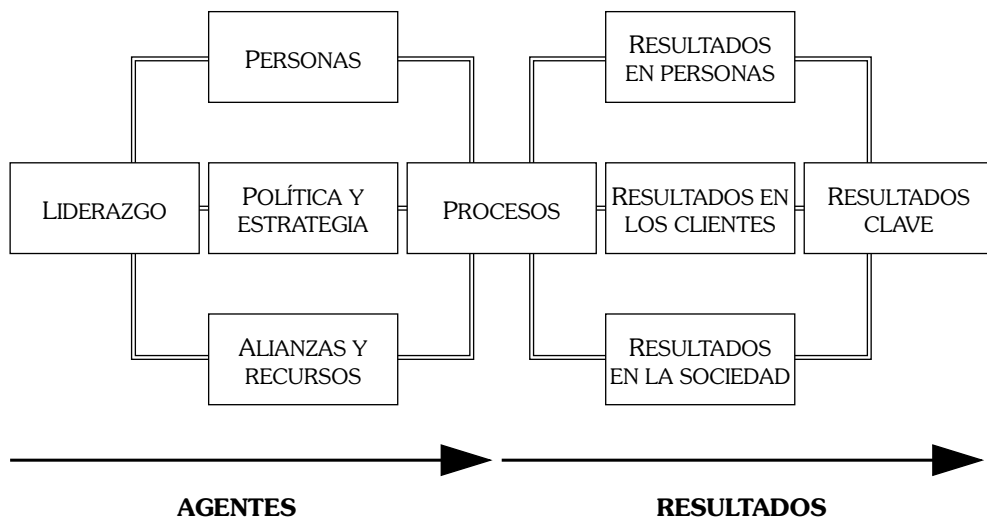 PERSONAS
RESULTADOS
EN PERSONAS
LIDERAZGO
POLÍTICA Y
ESTRATEGIA
PROCESOS
RESULTADOS EN
LOS CLIENTES
RESULTADOS
CLAVE
ALIANZAS Y
RECURSOS
RESULTADOS
EN LA SOCIEDAD
AGENTES
RESULTADOS